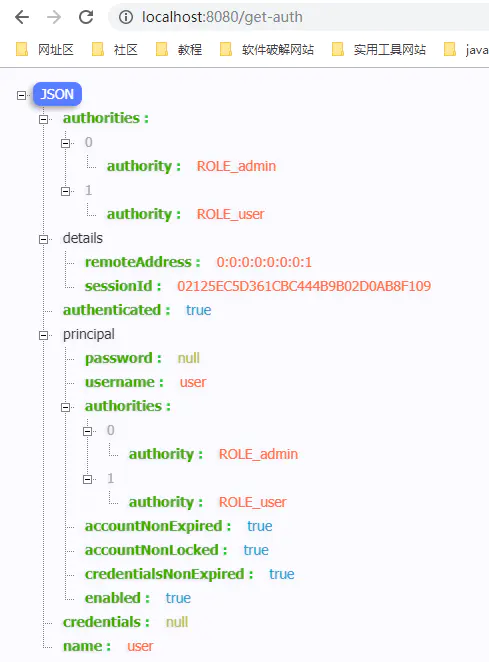 localhost:8080/get-auth
网址区 社区 教程 软件破解网站 实用工具网站 java
JSON
authorities :
0
authority : ROLE_admin
1
authority : ROLE_user
details
remoteAddress : 0:0:0:0:0:0:0:1
sessionId : 02125EC5D361CBC444B9B02D0AB8F109
authenticated : true
principal
password : null
username : user
authorities :
0
authority : ROLE_admin
1
authority : ROLE_user
accountNonExpired : true
accountNonLocked : true
credentialsNonExpired : true
enabled : true
credentials : null
name : user